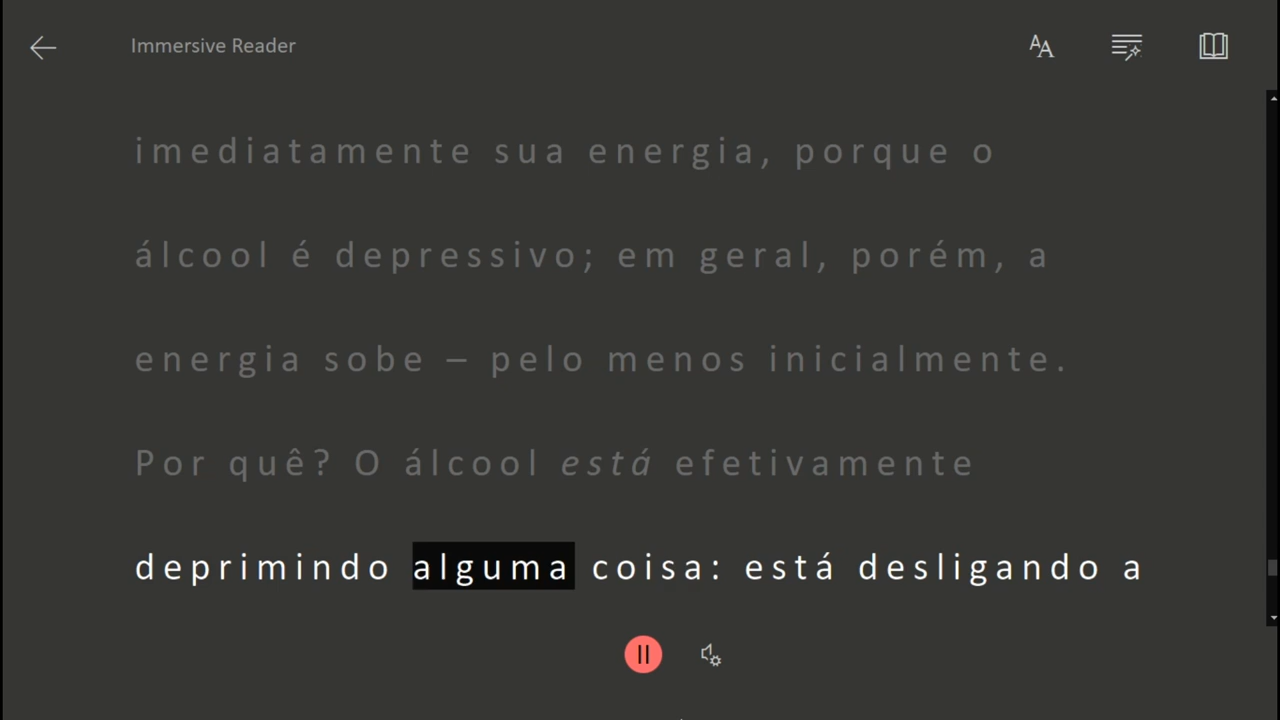 Immersive Reader
imediatamente sua energia, porque o
álcool é depressivo; em geral, porém, a
energia sobe – pelo menos inicialmente.
Por quê? O álcool está efetivamente
deprimindo alguma coisa: está desligando a